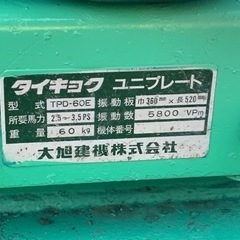 タイキョク ユニプレート
型式 TPD-60E 振動板 巾360mm×長520mm
所要馬力 2.5~3.5PS 振動数 5800 VPm
重量 60kg 機体番号
大旭建機株式会社